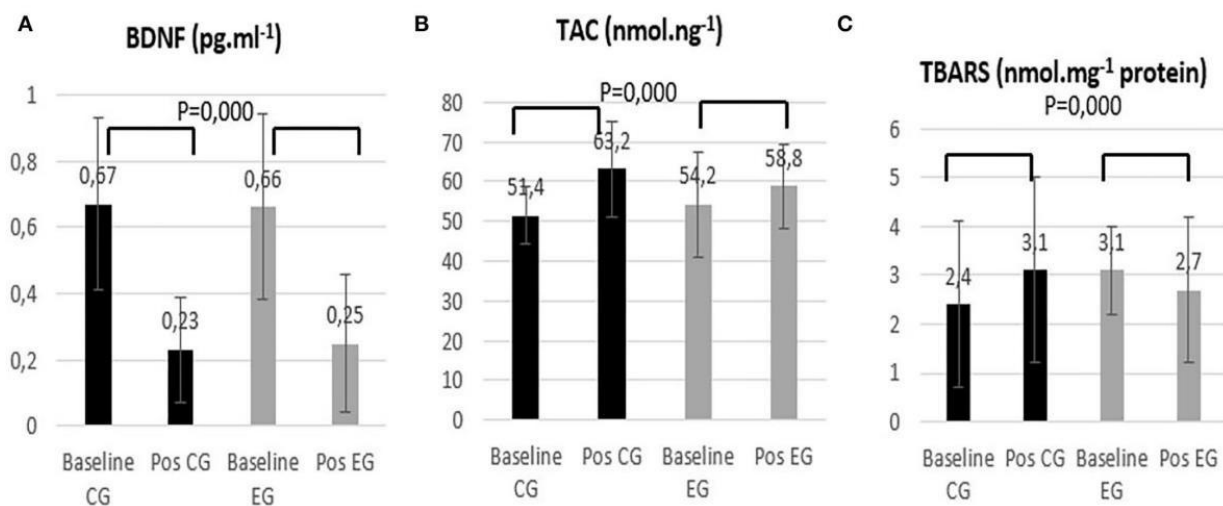 A
BDNF (pg.ml⁻¹)
P=0,000
1
0,8
0,6
0,4
0,2
0
0,67
0,23
0,66
0,25
Baseline CG
Pos CG
Baseline EG
Pos EG
B
TAC (nmol.ng⁻¹)
P=0,000
80
70
60
50
40
30
20
10
0
51,4
63,2
54,2
58,8
Baseline CG
Pos CG
Baseline EG
Pos EG
C
TBARS (nmol.mg⁻¹ protein)
P=0,000
6
5
4
3
2
1
0
2,4
3,1
3,1
2,7
Baseline CG
Pos CG
Baseline EG
Pos EG